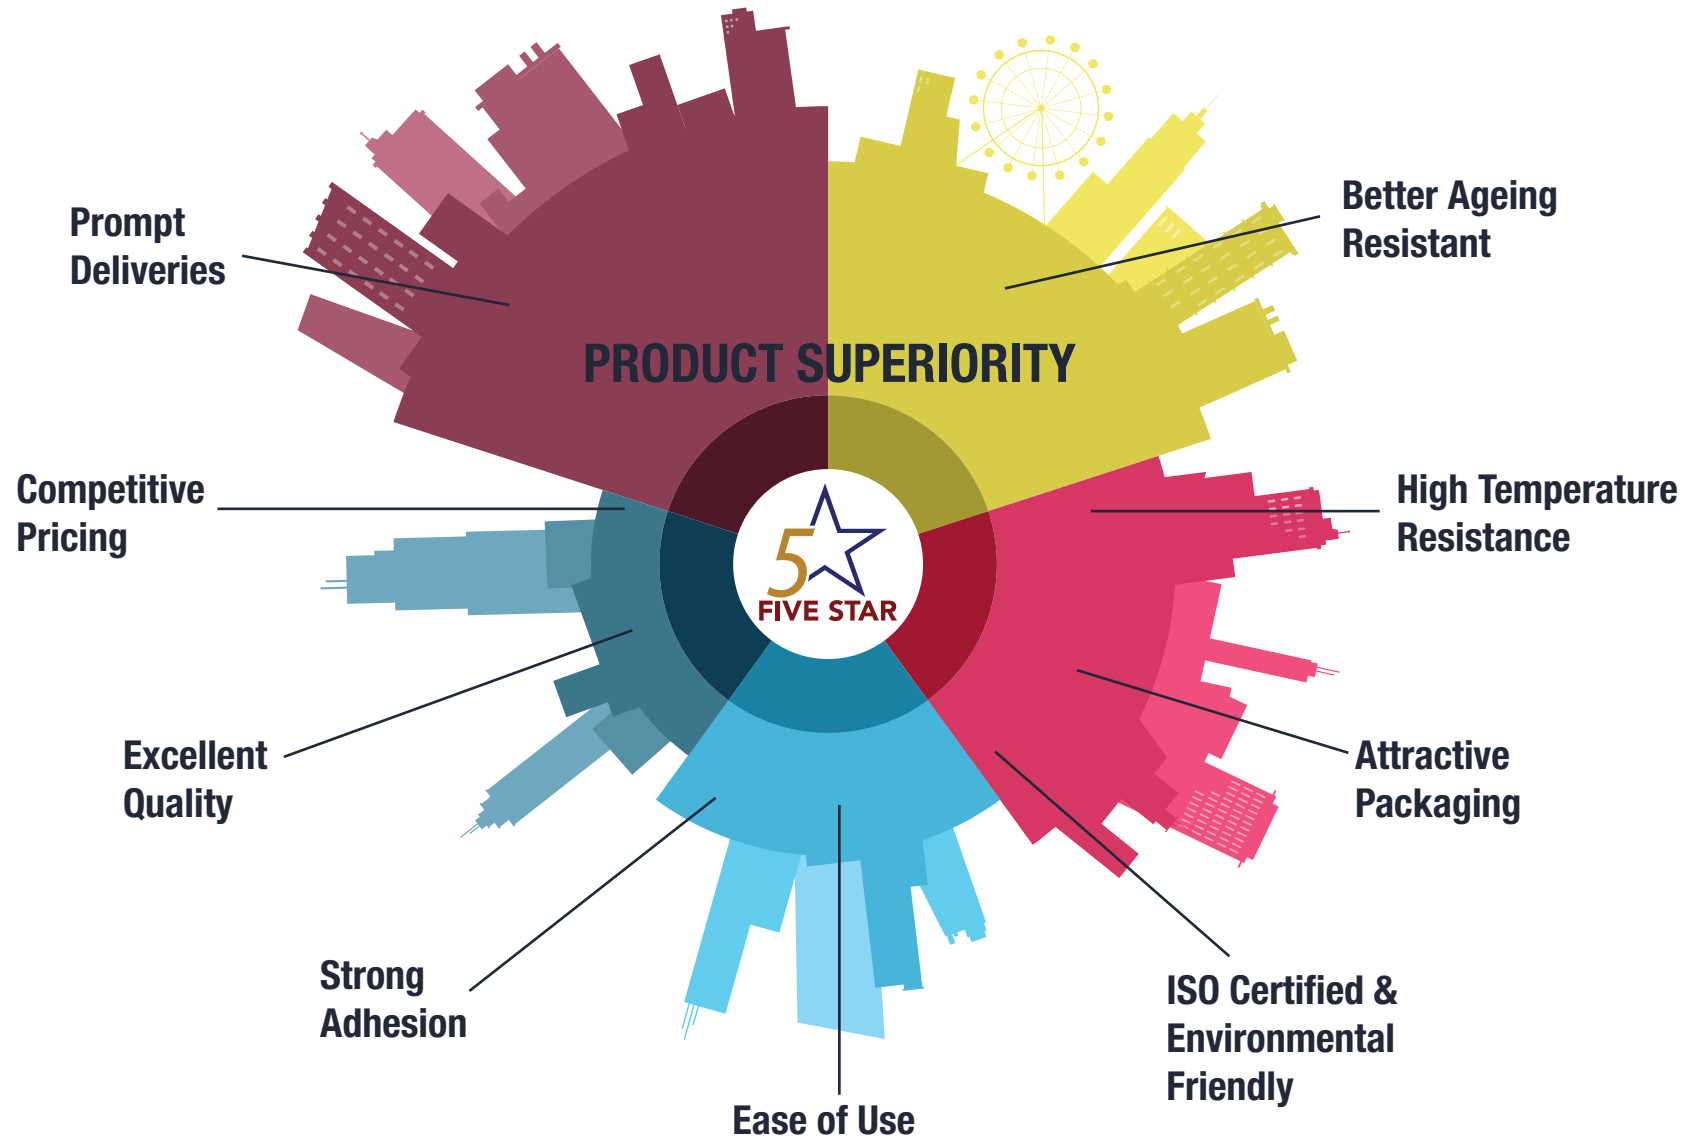 Prompt
Deliveries
Better Ageing
Resistant
PRODUCT SUPERIORITY
Competitive
Pricing
High Temperature
Resistance
5
FIVE STAR
Excellent
Quality
Attractive
Packaging
Strong
Adhesion
ISO Certified &
Environmental
Friendly
Ease of Use